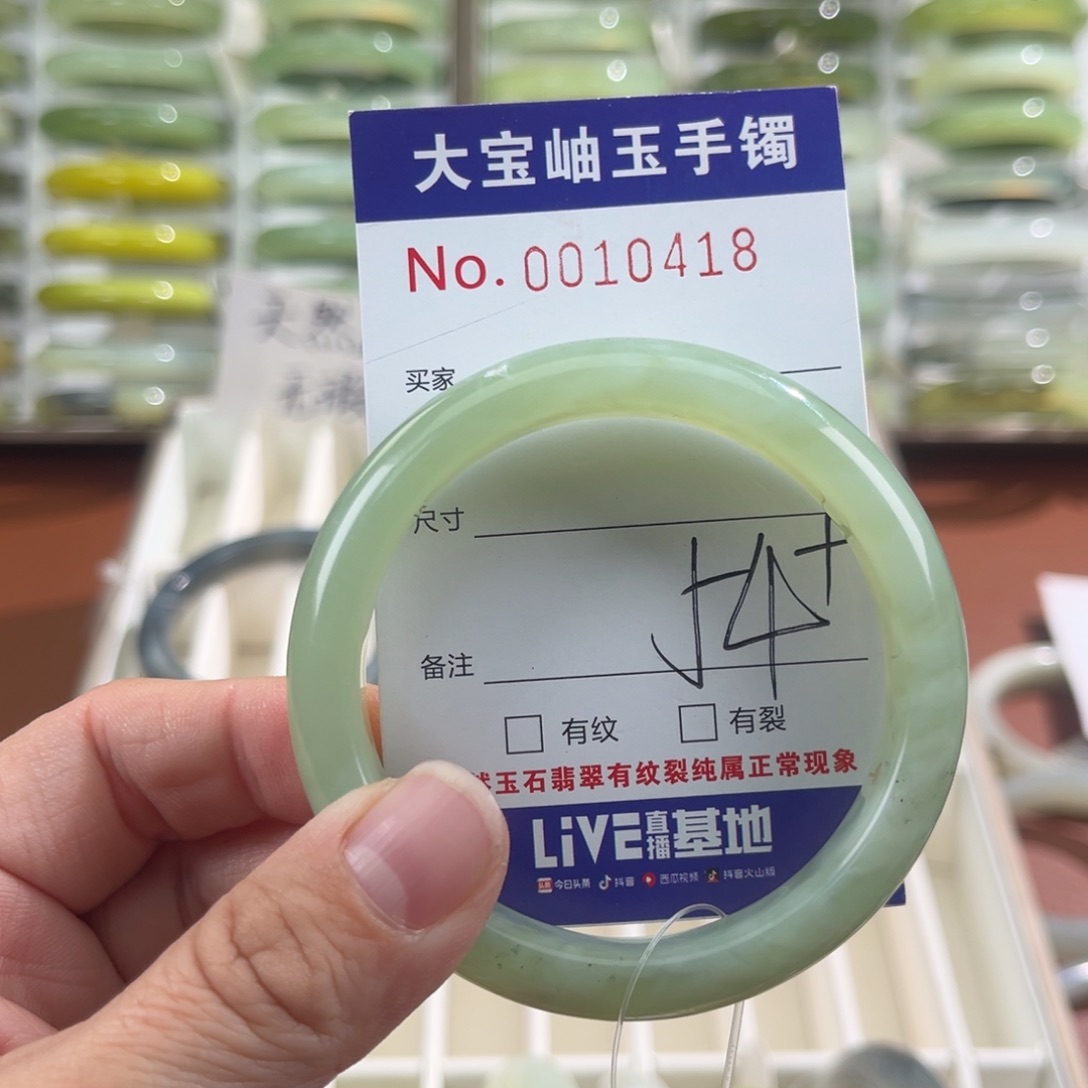 大宝岫玉手镯
No. 0010418
买家
尺寸
54+
备注
有纹 有裂
玉石翡翠有纹裂纯属正常现象
LiVE直播基地
今日头条 抖音 西瓜视频 抖音火山版
天然